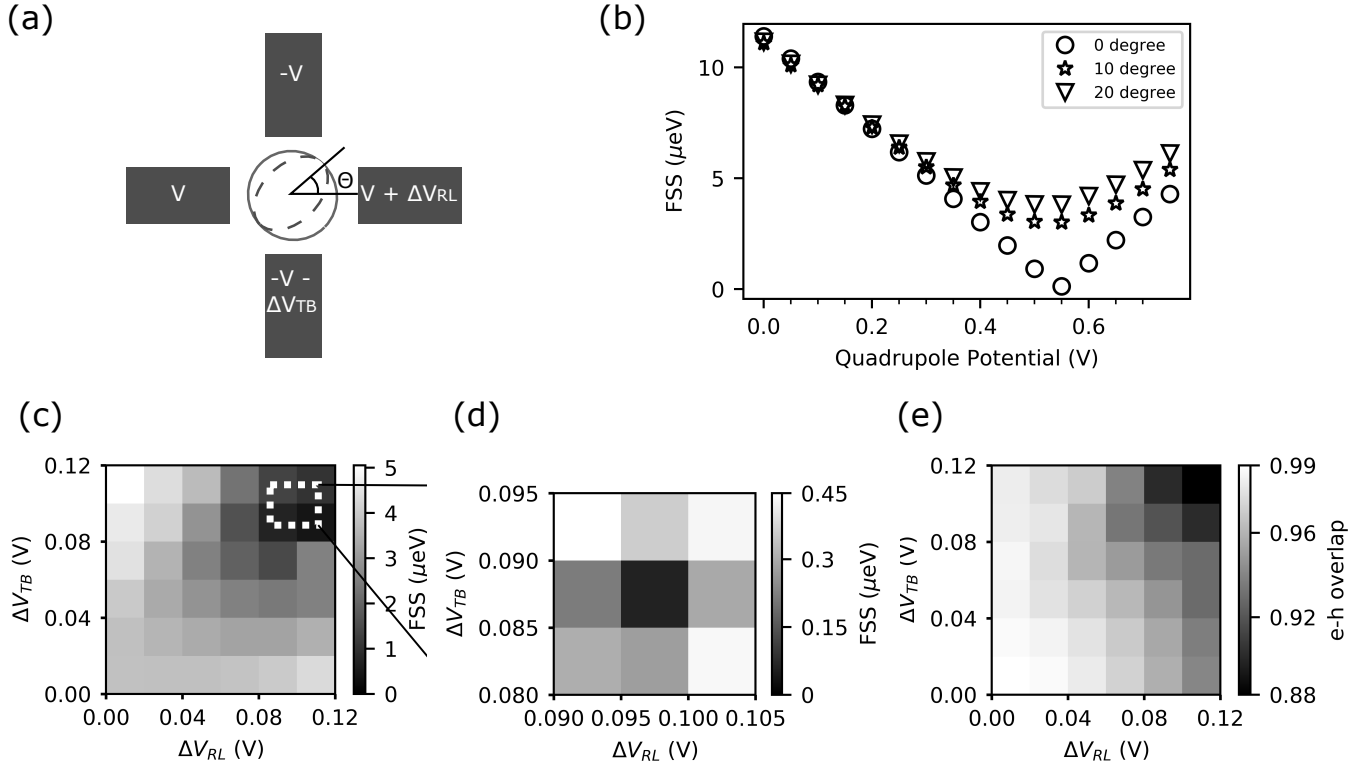 (a)
-V
V
Θ
V + ΔVRL
-V -
ΔVTB
(b)
FSS (μeV)
10
5
0
0 degree
10 degree
20 degree
0.0 0.2 0.4 0.6
Quadrupole Potential (V)
(c)
ΔVTB (V)
0.12
0.08
0.04
0.00
0.00 0.04 0.08 0.12
ΔVRL (V)
5
4
3
2
1
0
FSS (μeV)
(d)
ΔVTB (V)
0.095
0.090
0.085
0.080
0.090 0.095 0.100 0.105
ΔVRL (V)
0.45
0.3
0.15
0
FSS (μeV)
(e)
ΔVTB (V)
0.12
0.08
0.04
0.00
0.00 0.04 0.08 0.12
ΔVRL (V)
0.99
0.96
0.92
0.88
e-h overlap